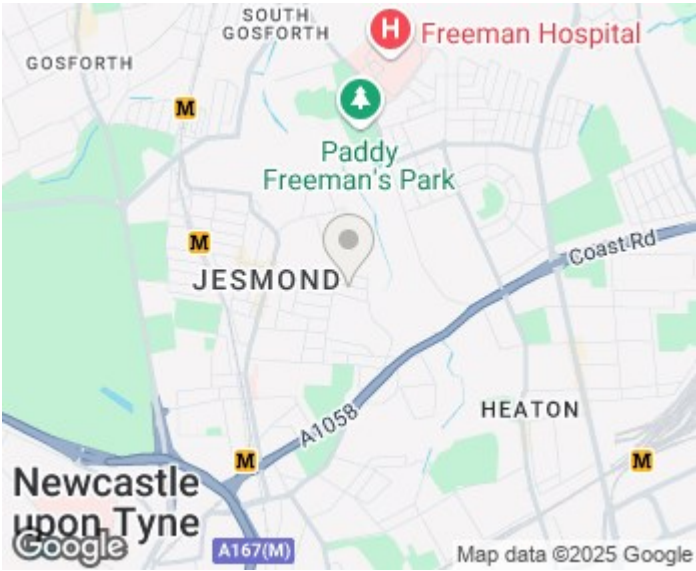 SOUTH
GOSFORTH
H Freeman Hospital
GOSFORTH
M
Paddy
Freeman's Park
M
Coast Rd
JESMOND
A1058
HEATON
M
M
Newcastle
upon Tyne
Google
A167(M)
Map data ©2025 Google